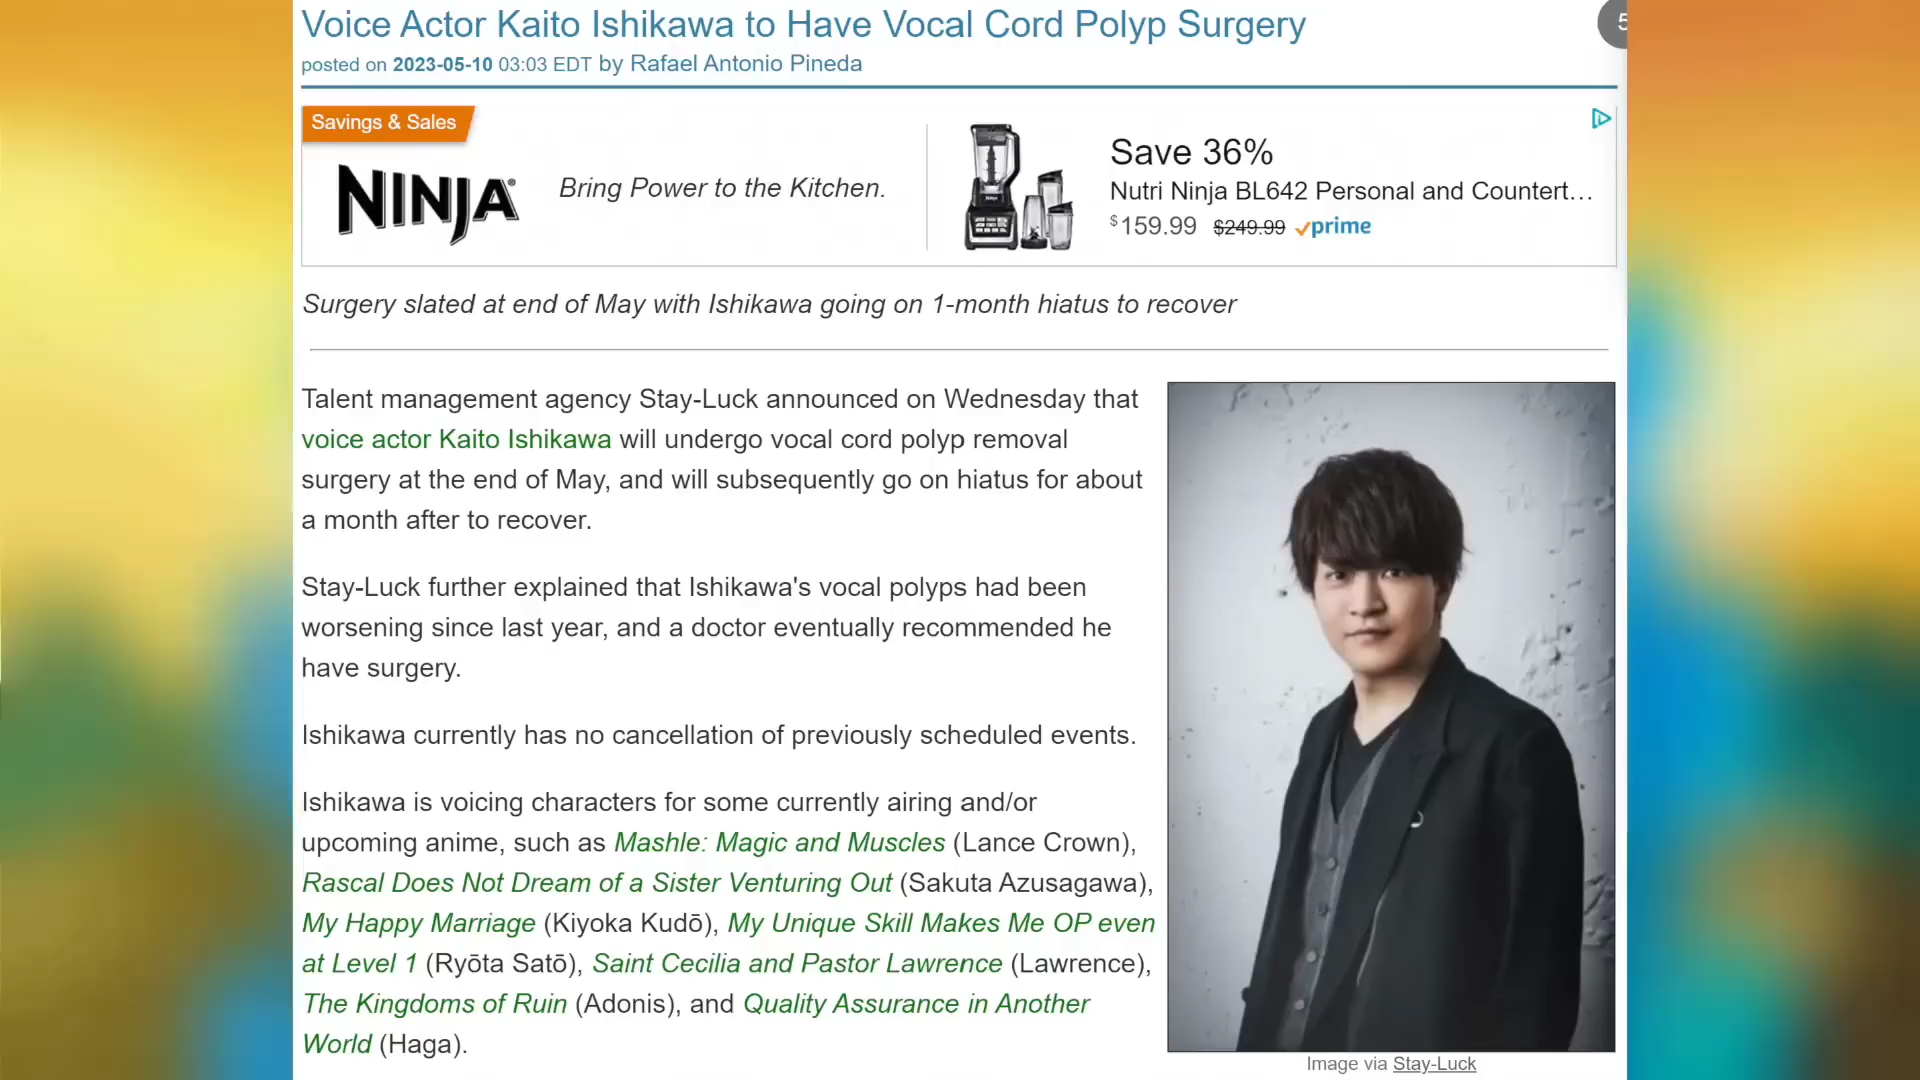 Voice Actor Kaito Ishikawa to Have Vocal Cord Polyp Surgery
5
posted on 2023-05-10 03:03 EDT by Rafael Antonio Pineda
Savings & Sales
NINJA®
Bring Power to the Kitchen.
Save 36%
Nutri Ninja BL642 Personal and Countert...
$159.99 $249.99 prime
Surgery slated at end of May with Ishikawa going on 1-month hiatus to recover
Talent management agency Stay-Luck announced on Wednesday that
voice actor Kaito Ishikawa will undergo vocal cord polyp removal
surgery at the end of May, and will subsequently go on hiatus for about
a month after to recover.
Stay-Luck further explained that Ishikawa's vocal polyps had been
worsening since last year, and a doctor eventually recommended he
have surgery.
Ishikawa currently has no cancellation of previously scheduled events.
Ishikawa is voicing characters for some currently airing and/or
upcoming anime, such as Mashle: Magic and Muscles (Lance Crown),
Rascal Does Not Dream of a Sister Venturing Out (Sakuta Azusagawa),
My Happy Marriage (Kiyoka Kudō), My Unique Skill Makes Me OP even
at Level 1 (Ryōta Satō), Saint Cecilia and Pastor Lawrence (Lawrence),
The Kingdoms of Ruin (Adonis), and Quality Assurance in Another
World (Haga).
Image via Stay-Luck